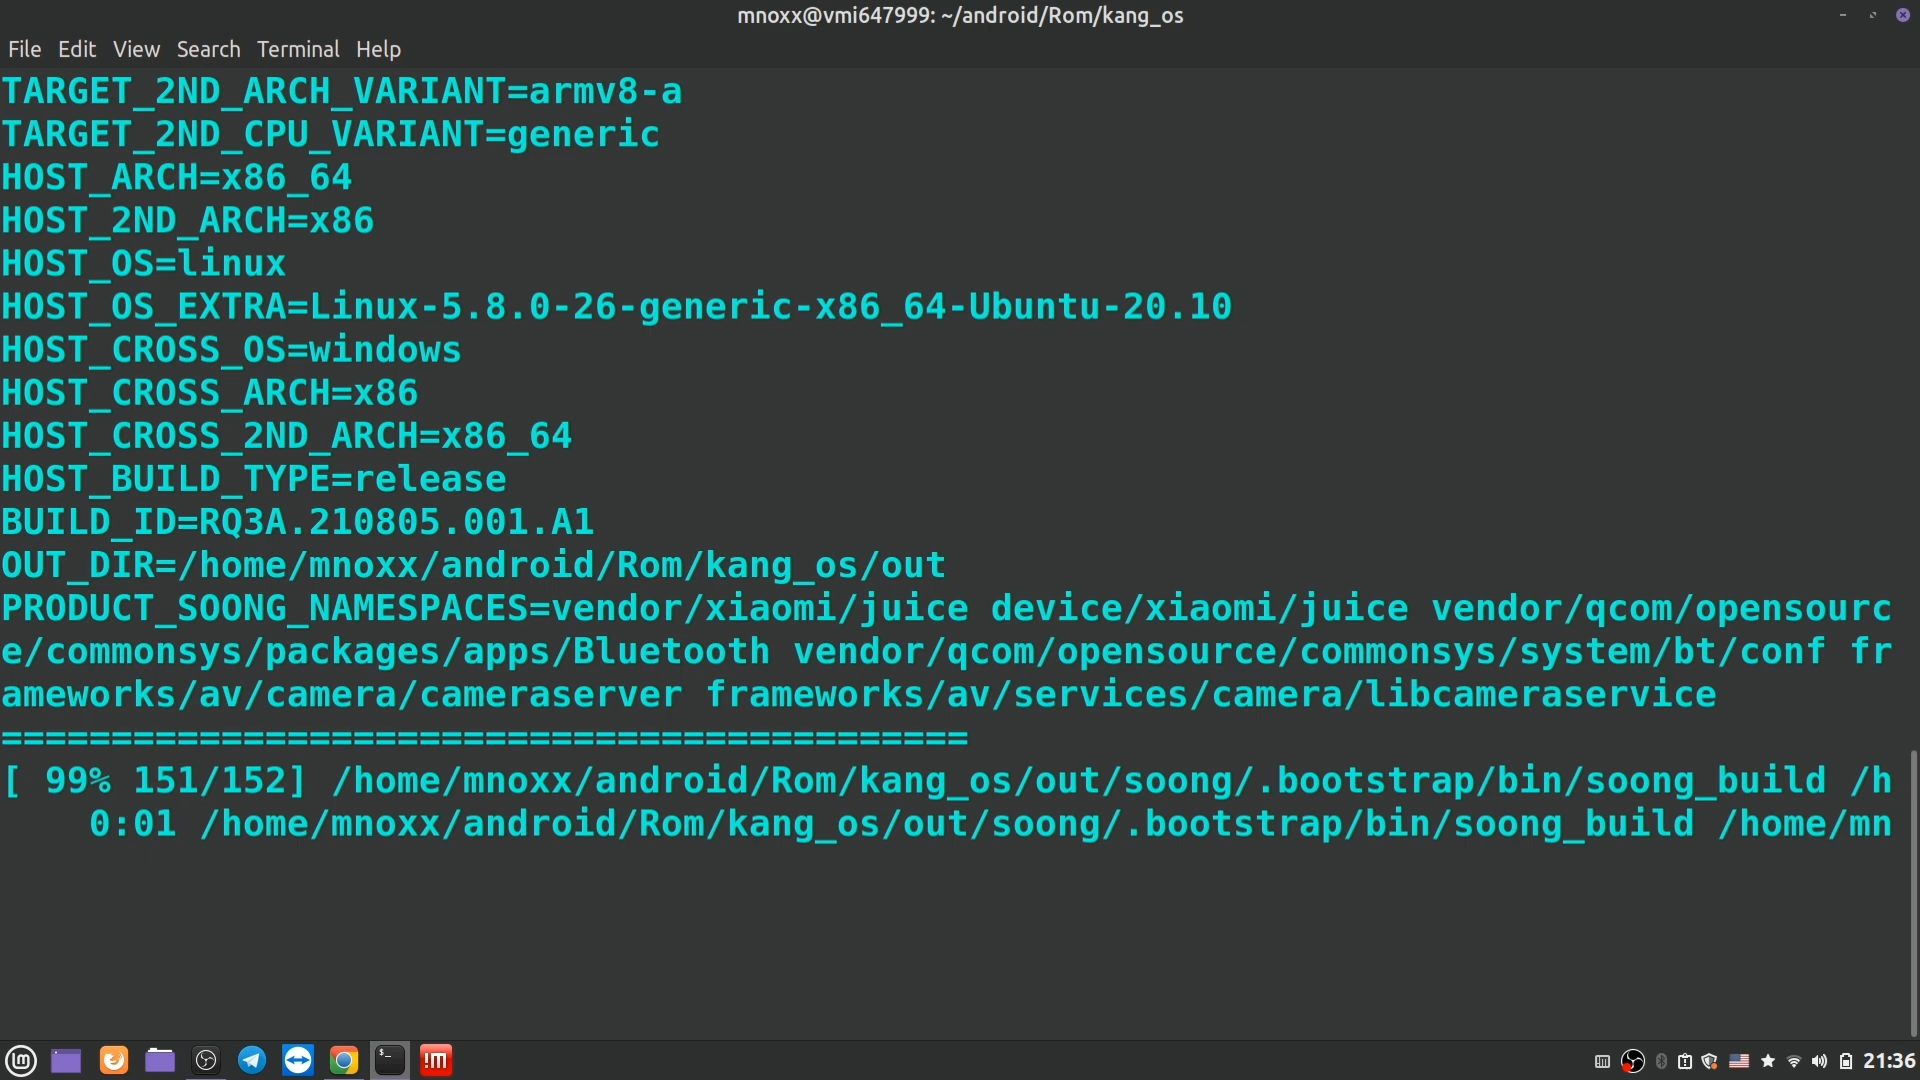 mnoxx@vmi647999: ~/android/Rom/kang_os
File Edit View Search Terminal Help
TARGET_2ND_ARCH_VARIANT=armv8-a
TARGET_2ND_CPU_VARIANT=generic
HOST_ARCH=x86_64
HOST_2ND_ARCH=x86
HOST_OS=linux
HOST_OS_EXTRA=Linux-5.8.0-26-generic-x86_64-Ubuntu-20.10
HOST_CROSS_OS=windows
HOST_CROSS_ARCH=x86
HOST_CROSS_2ND_ARCH=x86_64
HOST_BUILD_TYPE=release
BUILD_ID=RQ3A.210805.001.A1
OUT_DIR=/home/mnoxx/android/Rom/kang_os/out
PRODUCT_SOONG_NAMESPACES=vendor/xiaomi/juice device/xiaomi/juice vendor/qcom/opensourc
e/commonsys/packages/apps/Bluetooth vendor/qcom/opensource/commonsys/system/bt/conf fr
ameworks/av/camera/cameraserver frameworks/av/services/camera/libcameraservice
============================================
[ 99% 151/152] /home/mnoxx/android/Rom/kang_os/out/soong/.bootstrap/bin/soong_build /h
0:01 /home/mnoxx/android/Rom/kang_os/out/soong/.bootstrap/bin/soong_build /home/mn
21:36